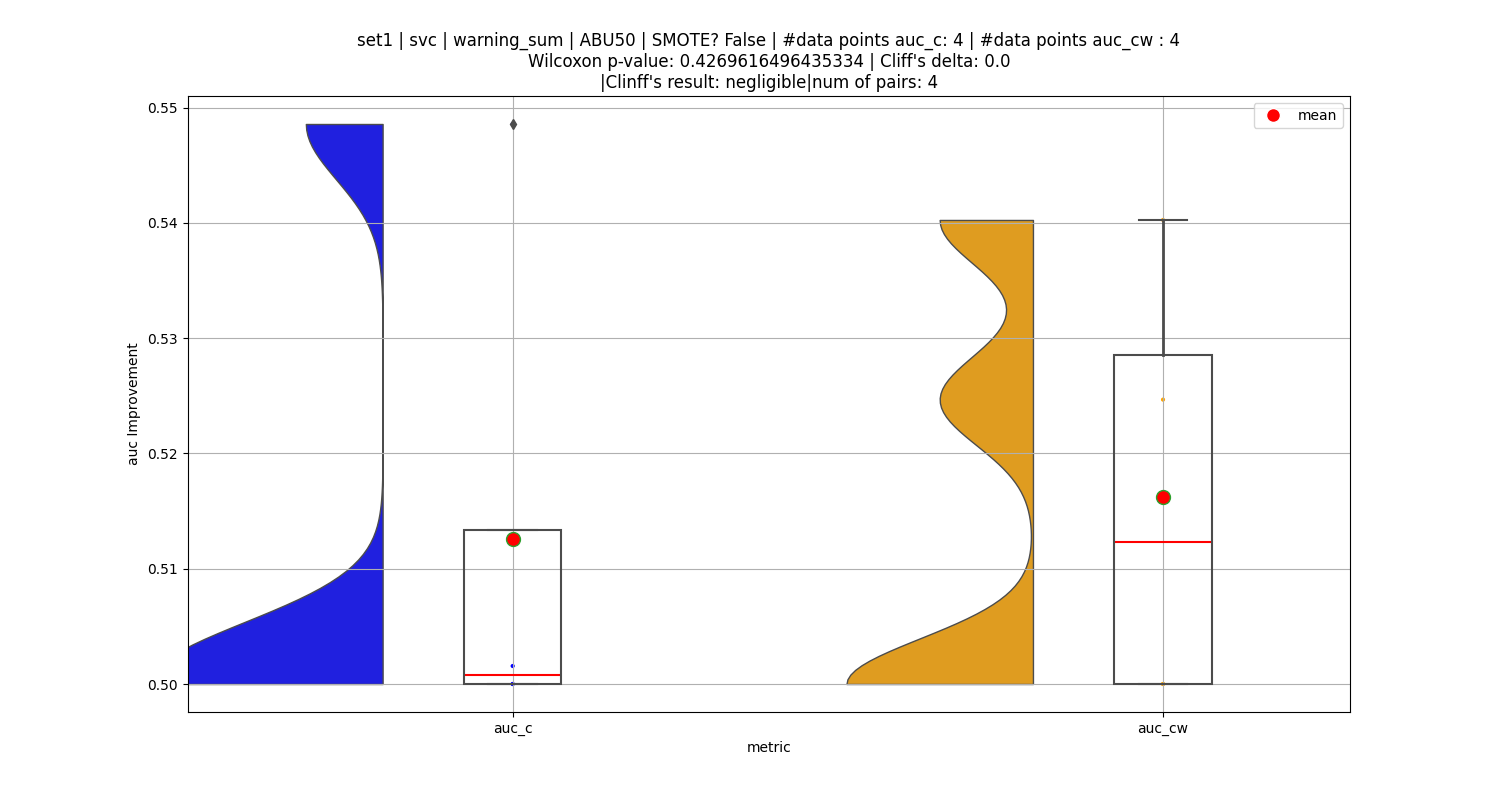 set1 | svc | warning_sum | ABU50 | SMOTE? False | #data points auc_c: 4 | #data points auc_cw : 4
Wilcoxon p-value: 0.4269616496435334 | Cliff's delta: 0.0
|Clinff's result: negligible|num of pairs: 4
mean
0.55
0.54
0.53
0.52
0.51
0.50
auc Improvement
auc_c
auc_cw
metric